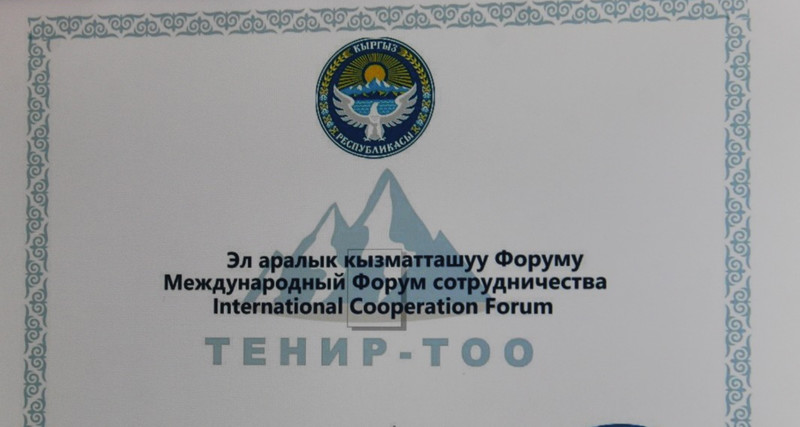 КЫРГЫЗ
РЕСПУБЛИКАСЫ
Эл аралык кызматташуу Форуму
Международный Форум сотрудничества
International Cooperation Forum
ТЕНИР-ТОО